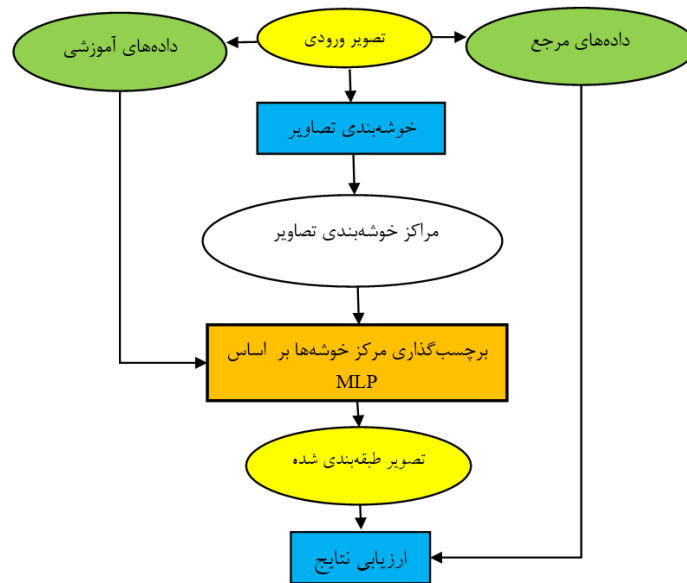 داده‌های آموزشی
تصویر ورودی
داده‌های مرجع
خوشه‌بندی تصاویر
مراکز خوشه‌بندی تصاویر
برچسب‌گذاری مرکز خوشه‌ها بر اساس
MLP
تصویر طبقه‌بندی شده
ارزیابی نتایج